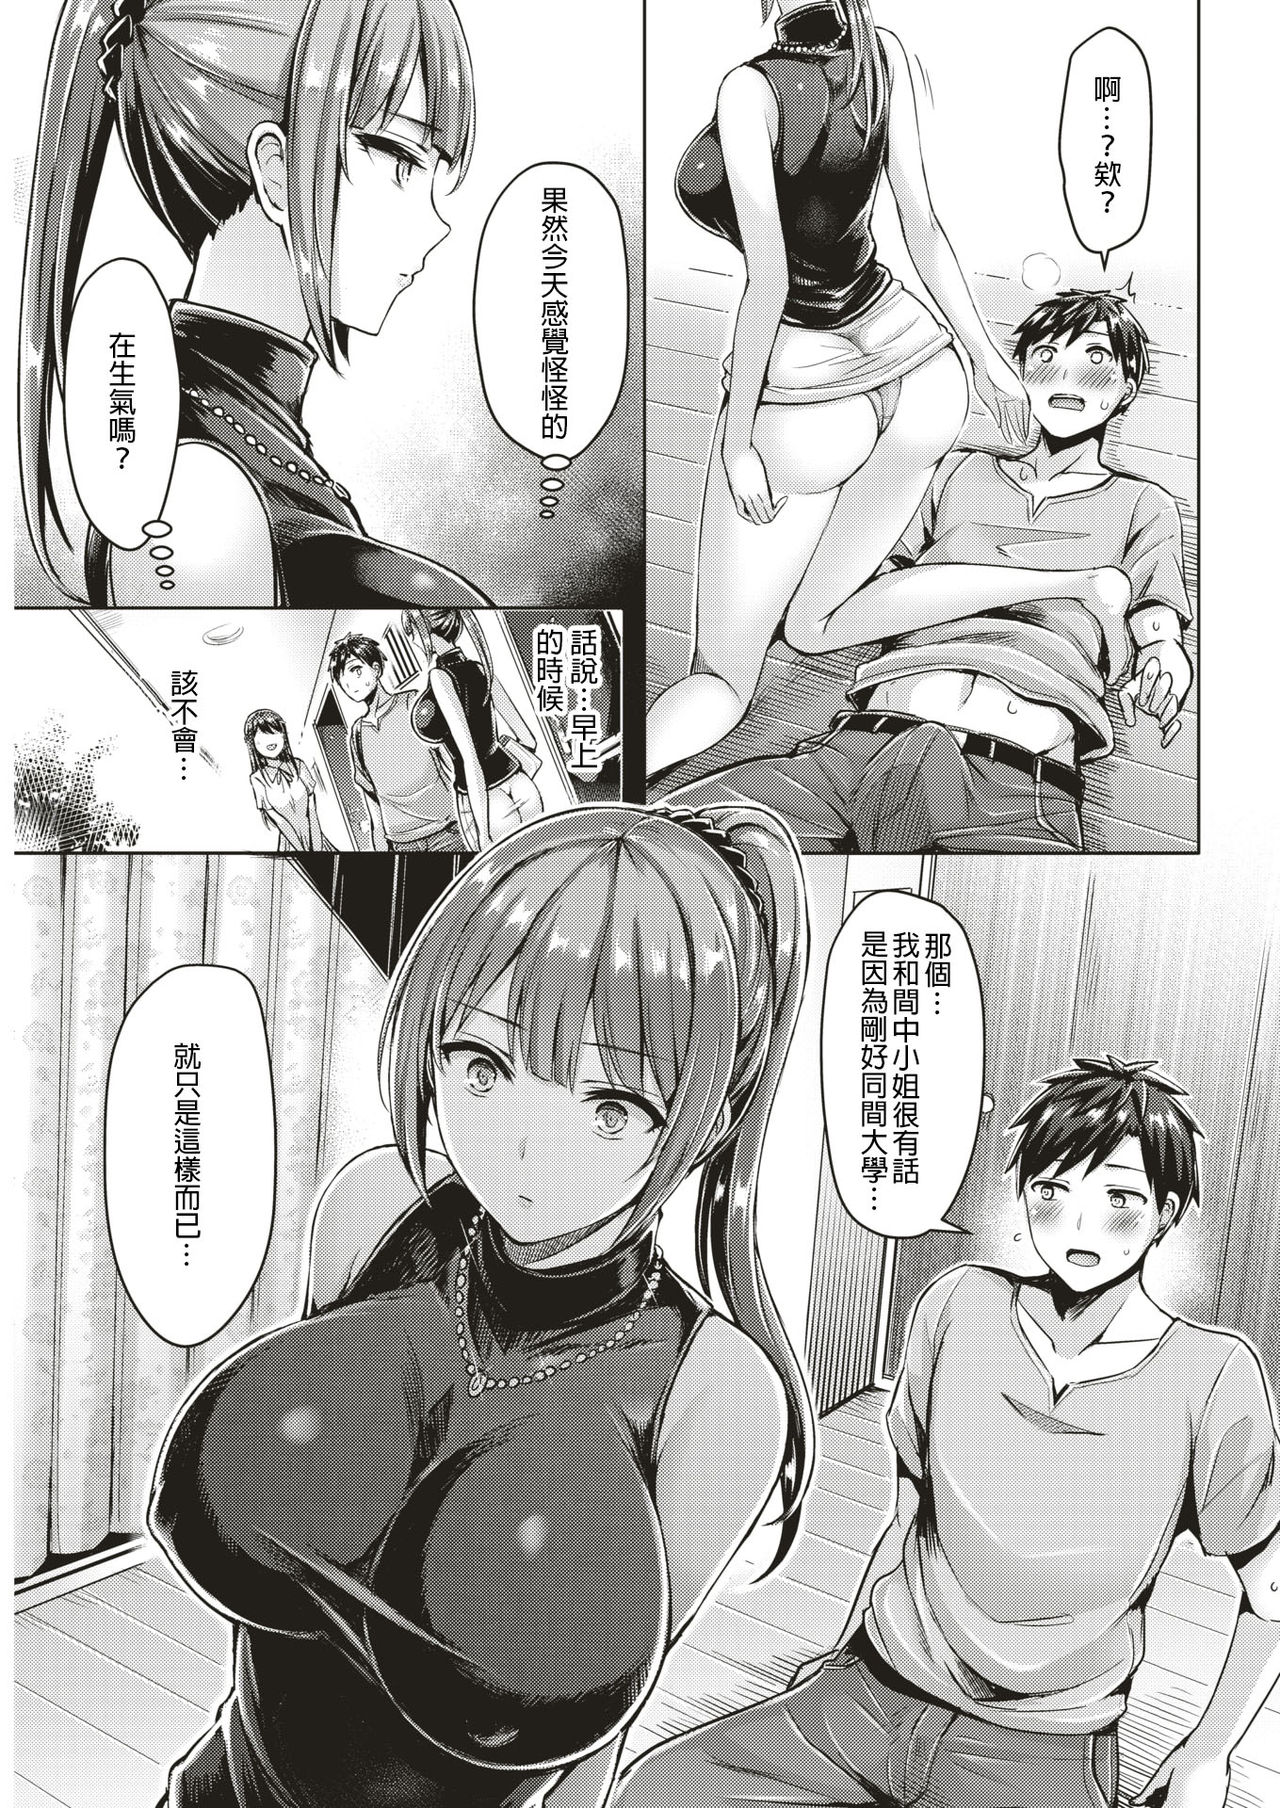 啊…？欸？
果然今天感覺怪怪的
在生氣嗎？
話說…早上
的時候
該不會…
那個…
我和間中小姐很有話
是因為剛好同間大學…
就只是這樣而已…